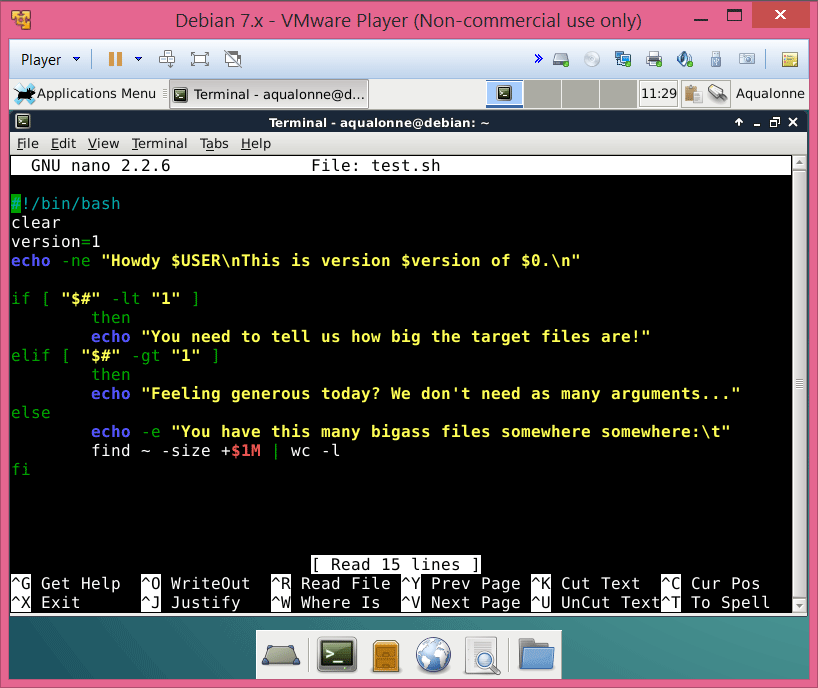 Debian 7.x - VMware Player (Non-commercial use only)
Player
Applications Menu
Terminal - aqualonne@d...
11:29
Aqualonne
Terminal - aqualonne@debian: ~
File Edit View Terminal Tabs Help
GNU nano 2.2.6 File: test.sh
#!/bin/bash
clear
version=1
echo -ne "Howdy $USER\nThis is version $version of $0.\n"
if [ "$#" -lt "1" ]
then
echo "You need to tell us how big the target files are!"
elif [ "$#" -gt "1" ]
then
echo "Feeling generous today? We don't need as many arguments..."
else
echo -e "You have this many bigass files somewhere somewhere:\t"
find ~ -size +$1M | wc -l
fi
[ Read 15 lines ]
^G Get Help ^O WriteOut ^R Read File ^Y Prev Page ^K Cut Text ^C Cur Pos
^X Exit ^J Justify ^W Where Is ^V Next Page ^U UnCut Text ^T To Spell